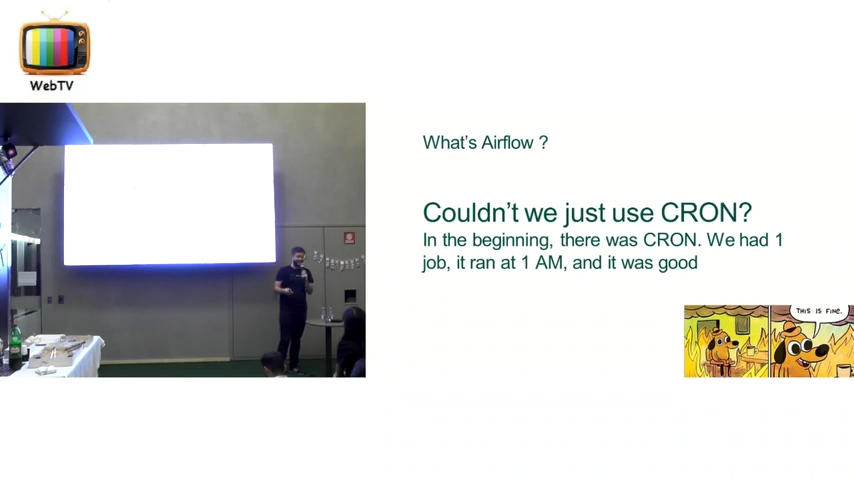 WebTV
What's Airflow ?
Couldn't we just use CRON?
In the beginning, there was CRON. We had 1
job, it ran at 1 AM, and it was good
THIS IS FINE.